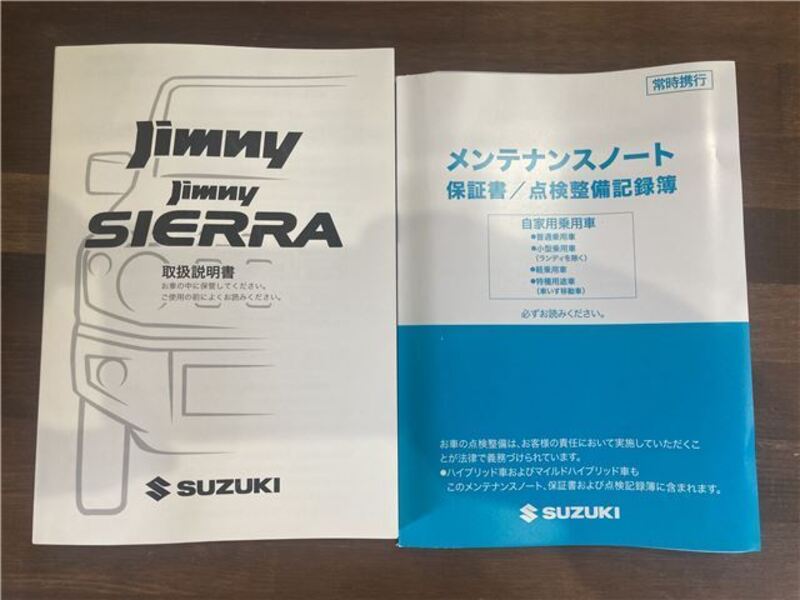 Jimny
Jimny
SIERRA
取扱説明書
お車の中に保管してください。
ご使用の前によくお読みください。
SUZUKI
常時携行
メンテナンスノート
保証書／点検整備記録簿
自家用乗用車
●普通乗用車
●小型乗用車
（ランディを除く）
●軽乗用車
●特種用途車
（車いす移動車）
必ずお読みください。
お車の点検整備は、お客様の責任において実施していただくこ
とが法律で義務づけられています。
●ハイブリッド車およびマイルドハイブリッド車も
このメンテナンスノート、保証書および点検記録簿に含まれます。
SUZUKI